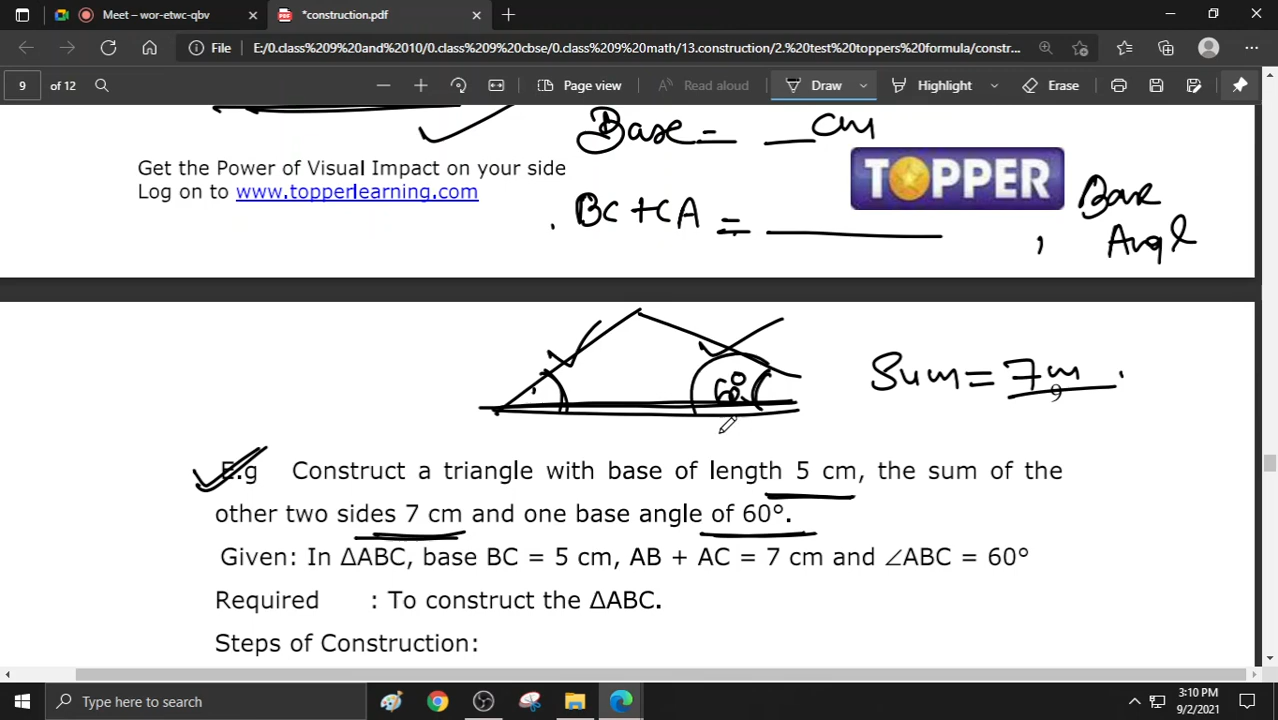 Meet – wor-etwc-qbv
*construction.pdf
File
E:/0.class%209%20and%2010/0.class%209%20cbse/0.class%209%20math/13.construction/2.%20test%20toppers%20formula/constr...
9 of 12
Page view
Read aloud
Draw
Highlight
Erase
Base = __ cm
Get the Power of Visual Impact on your side
Log on to www.topperlearning.com
TOPPER
BC + CA = ____ , Base
Angl
60°
Sum = 7m
E.g Construct a triangle with base of length 5 cm, the sum of the
other two sides 7 cm and one base angle of 60°.
Given: In ΔABC, base BC = 5 cm, AB + AC = 7 cm and ∠ABC = 60°
Required : To construct the ΔABC.
Steps of Construction:
Type here to search
3:10 PM
9/2/2021